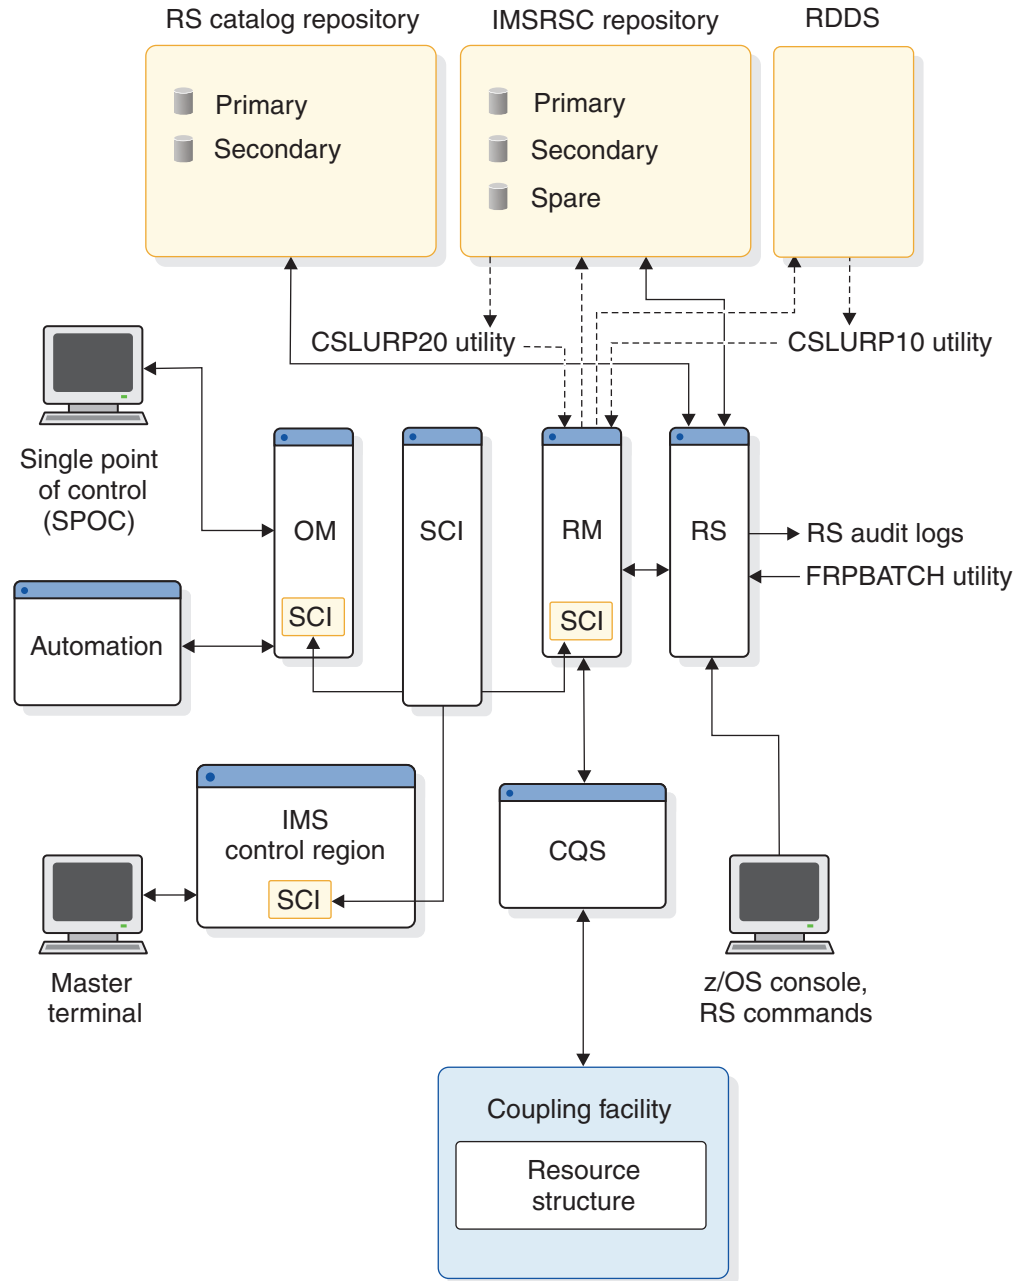 RS catalog repository
IMSRSC repository
RDDS
Primary
Secondary
Primary
Secondary
Spare
CSLURP20 utility
CSLURP10 utility
Single point
of control
(SPOC)
OM
SCI
SCI
RM
SCI
RS
RS audit logs
FRPBATCH utility
Automation
IMS
control region
SCI
CQS
Master
terminal
z/OS console,
RS commands
Coupling facility
Resource
structure